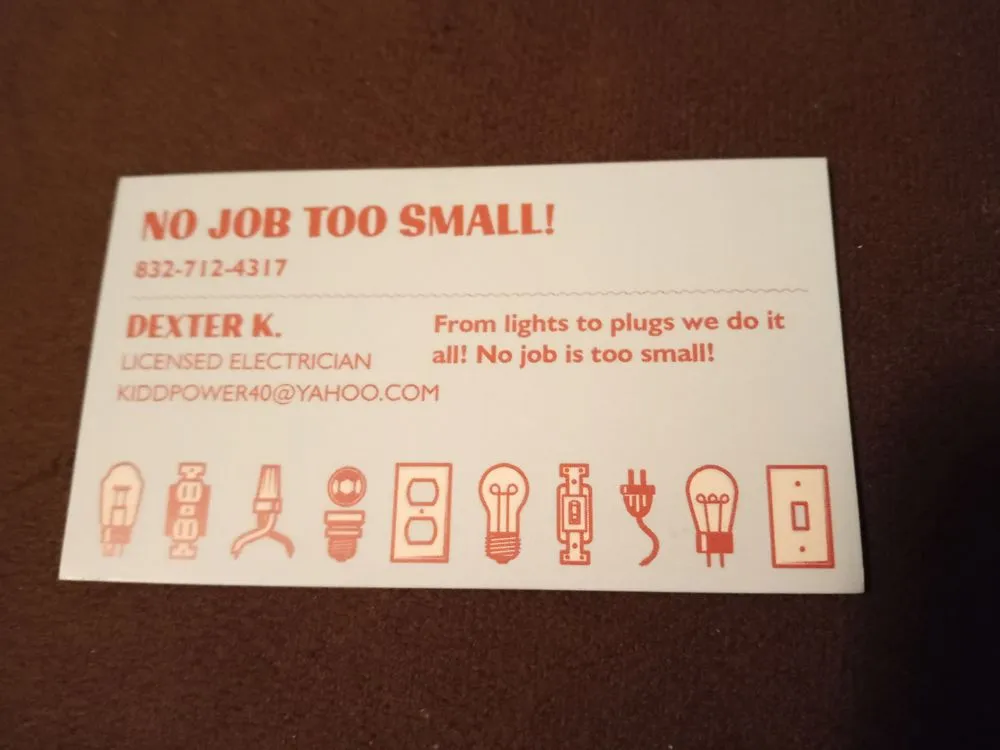 NO JOB TOO SMALL!
832-712-4317
DEXTER K.
LICENSED ELECTRICIAN
KIDDPOWER40@YAHOO.COM
From lights to plugs we do it
all! No job is too small!